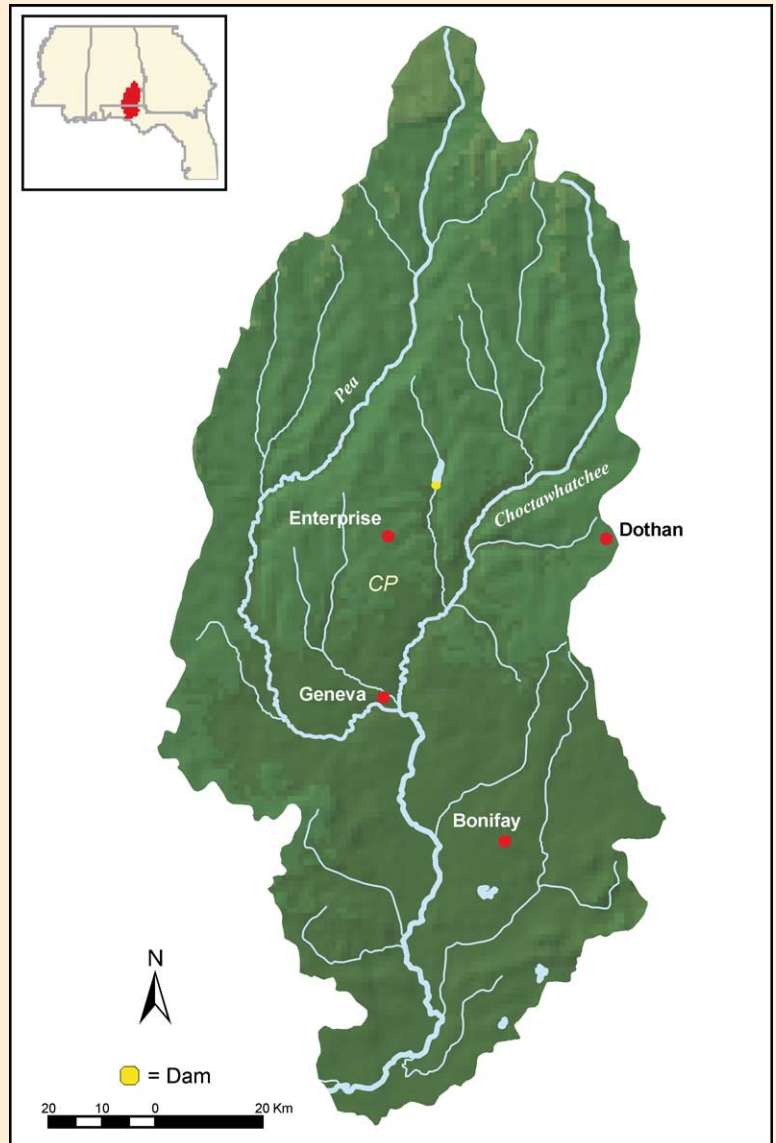 Pea
Choctawhatchee
Enterprise
Dothan
CP
Geneva
Bonifay
N
= Dam
20 10 0 20 Km